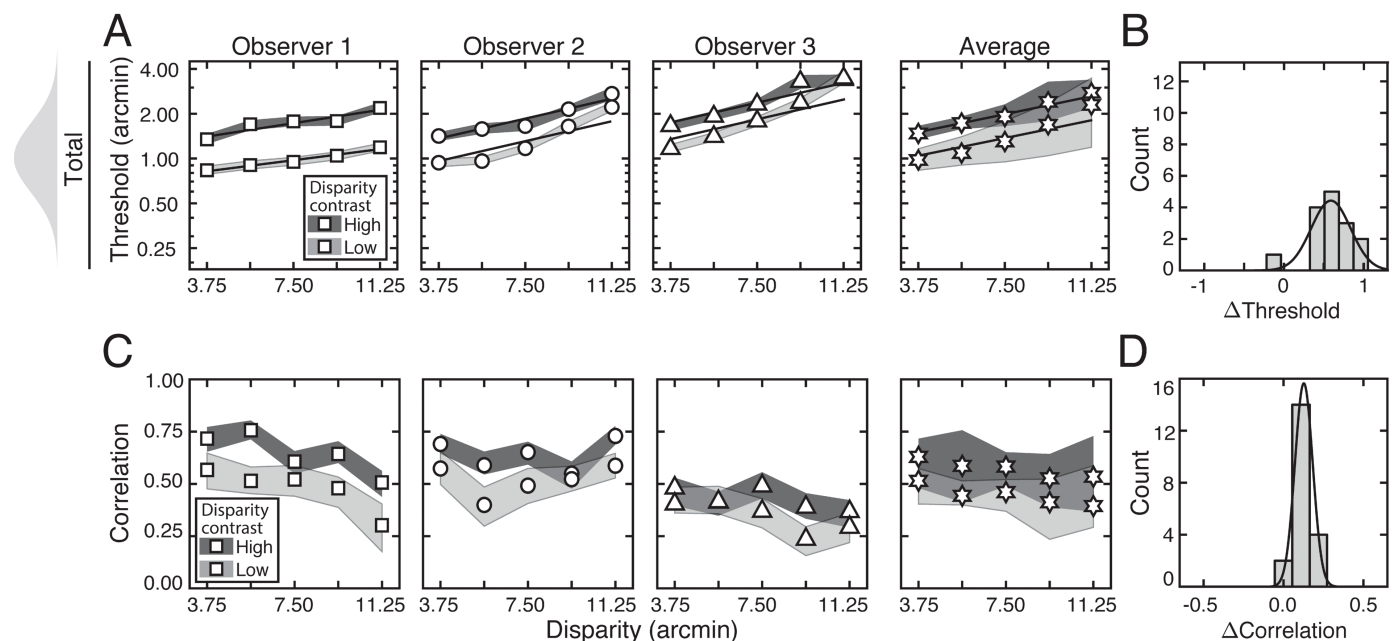 A
B
Observer 1
Observer 2
Observer 3
Average
Total
Threshold (arcmin)
4.00
2.00
1.00
0.50
0.25
Disparity
contrast
High
Low
3.75 7.50 11.25
3.75 7.50 11.25
3.75 7.50 11.25
3.75 7.50 11.25
Count
12
10
8
6
4
2
0
-1 0 1
ΔThreshold
C
D
Correlation
1.00
0.75
0.50
0.25
0.00
Disparity
contrast
High
Low
3.75 7.50 11.25
3.75 7.50 11.25
3.75 7.50 11.25
3.75 7.50 11.25
Disparity (arcmin)
Count
16
12
8
4
0
-0.5 0.0 0.5
ΔCorrelation